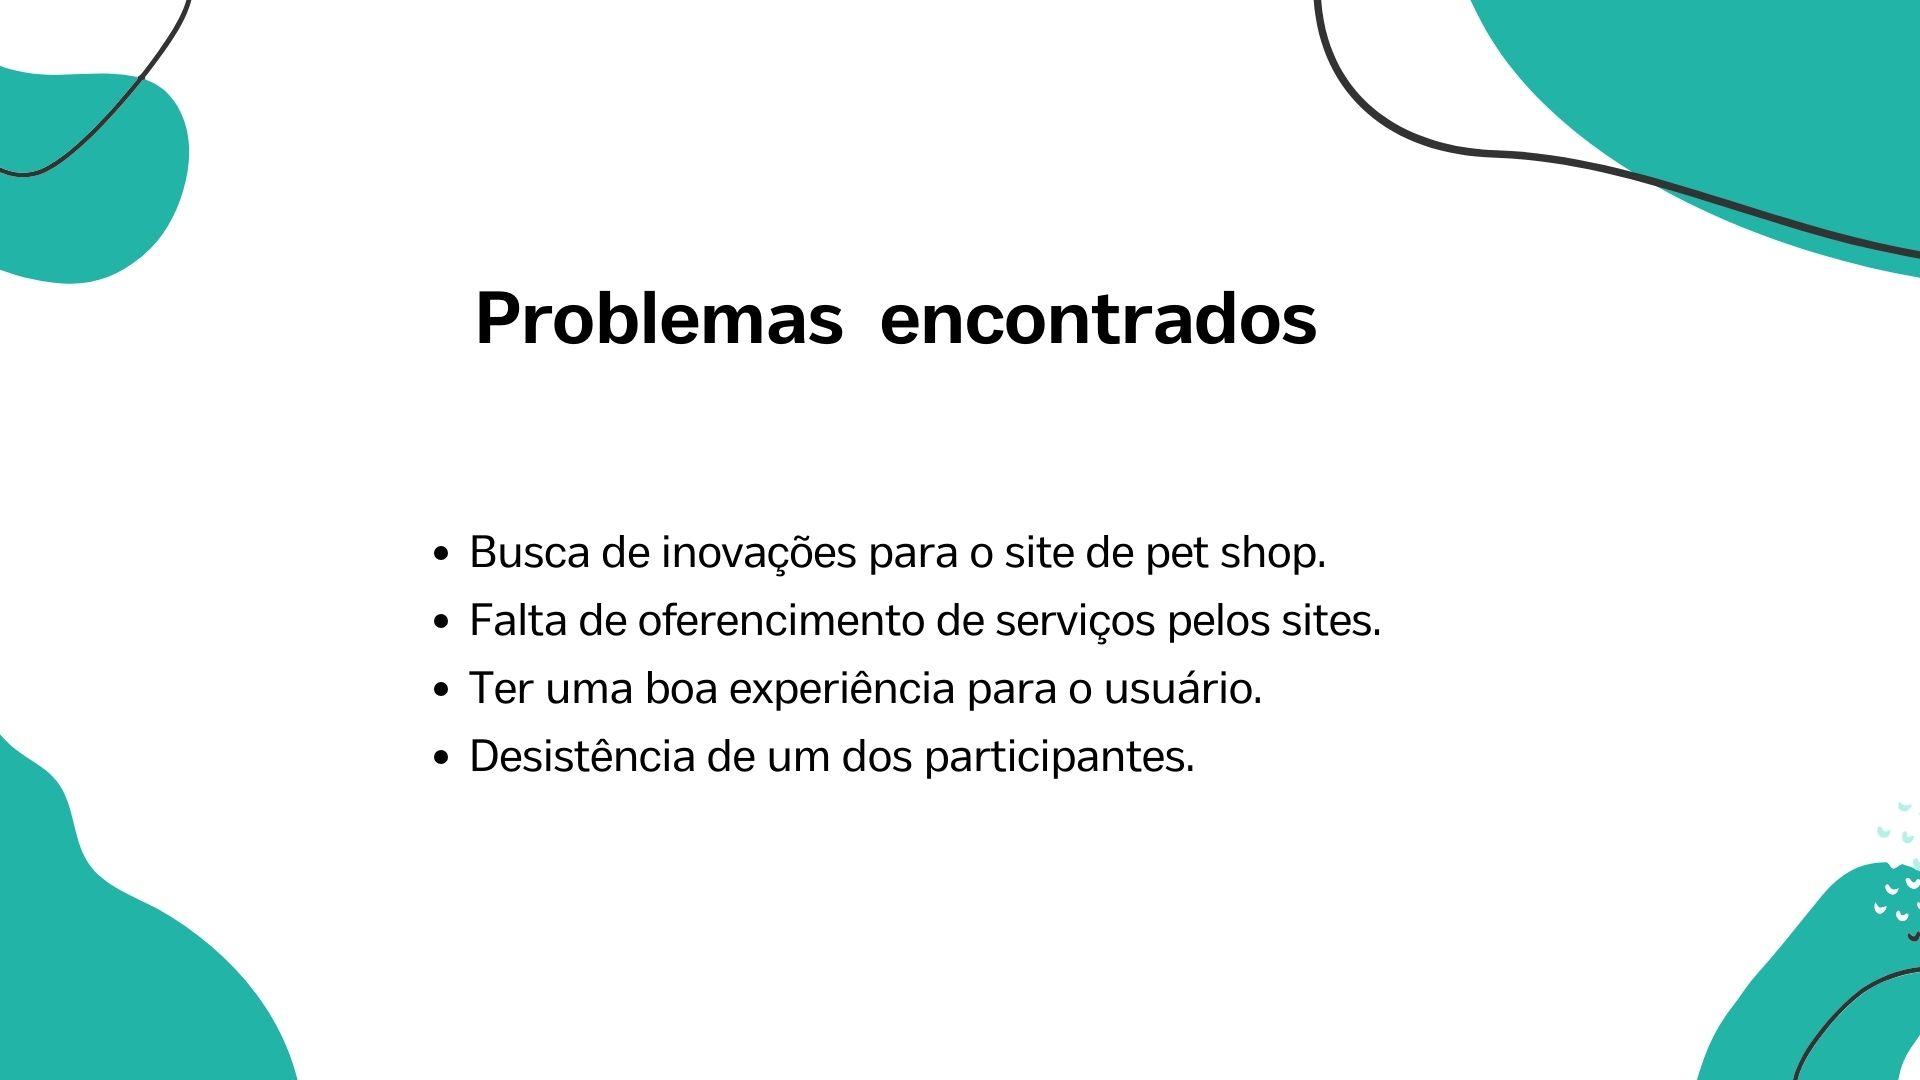 Problemas encontrados
• Busca de inovações para o site de pet shop.
• Falta de oferencimento de serviços pelos sites.
• Ter uma boa experiência para o usuário.
• Desistência de um dos participantes.